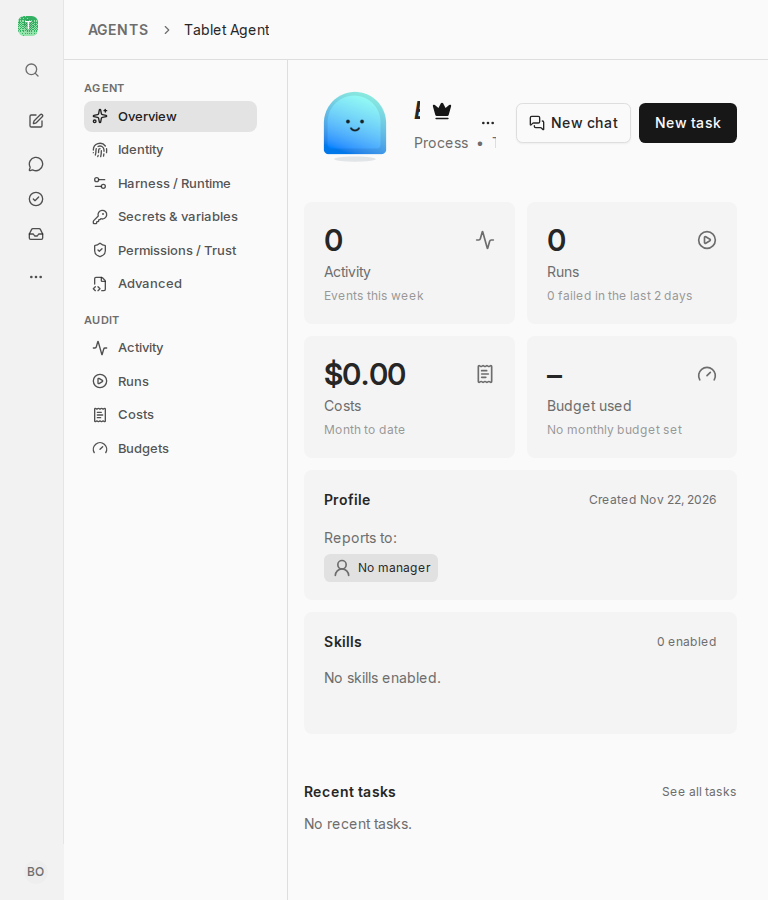 T
AGENTS > Tablet Agent
AGENT
Overview
Identity
Harness / Runtime
Secrets & variables
Permissions / Trust
Advanced
AUDIT
Activity
Runs
Costs
Budgets
BO
Process •
New chat
New task
0
Activity
Events this week
0
Runs
0 failed in the last 2 days
$0.00
Costs
Month to date
–
Budget used
No monthly budget set
Profile
Created Nov 22, 2026
Reports to:
No manager
Skills
0 enabled
No skills enabled.
Recent tasks
See all tasks
No recent tasks.